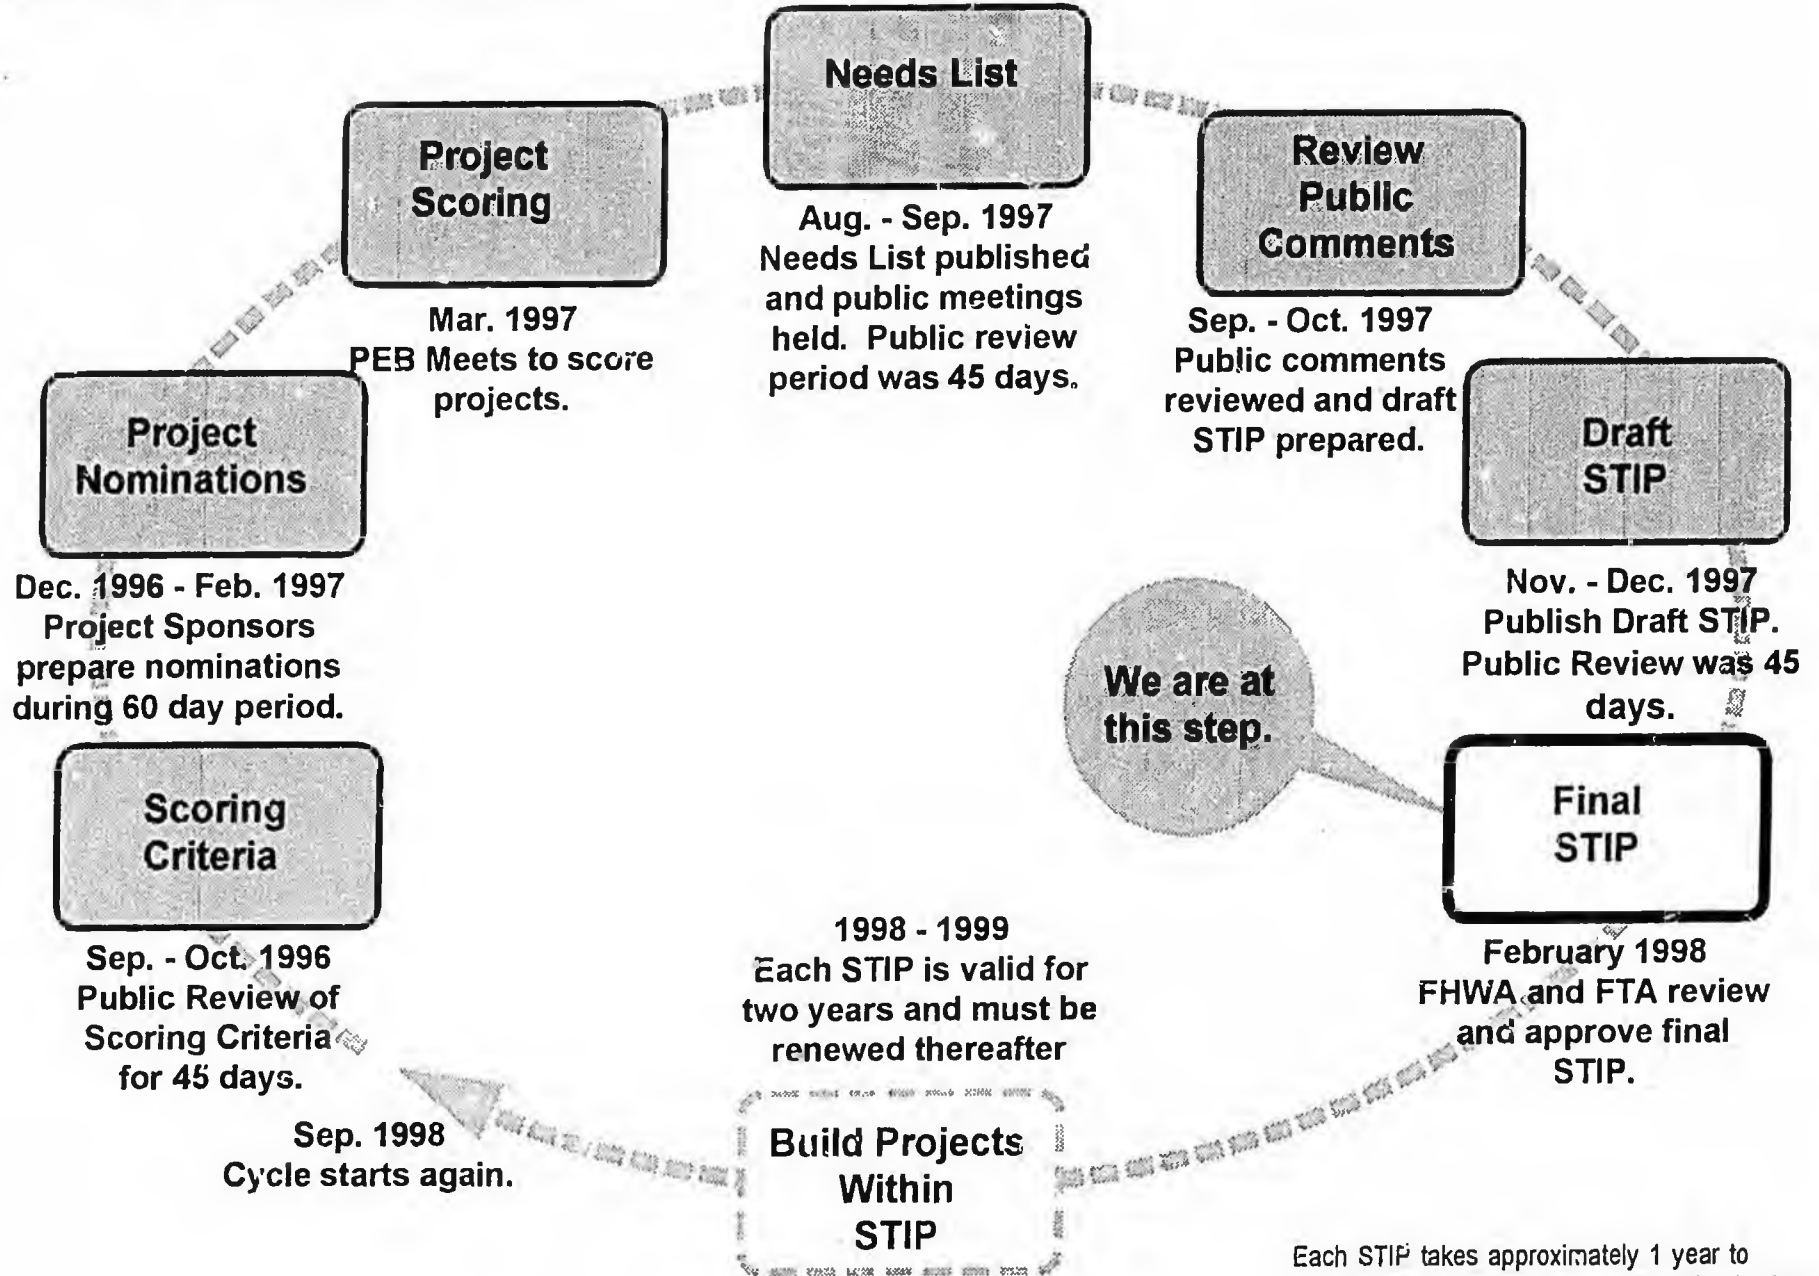 Needs List
Aug. - Sep. 1997
Needs List published
and public meetings
held. Public review
period was 45 days.
Project
Scoring
Mar. 1997
PEB Meets to score
projects.
Review
Public
Comments
Sep. - Oct. 1997
Public comments
reviewed and draft
STIP prepared.
Project
Nominations
Dec. 1996 - Feb. 1997
Project Sponsors
prepare nominations
during 60 day period.
Draft
STIP
Nov. - Dec. 1997
Publish Draft STIP.
Public Review was 45
days.
We are at
this step.
Scoring
Criteria
Sep. - Oct. 1996
Public Review of
Scoring Criteria
for 45 days.
Final
STIP
February 1998
FHWA and FTA review
and approve final
STIP.
1998 - 1999
Each STIP is valid for
two years and must be
renewed thereafter
Build Projects
Within
STIP
Sep. 1998
Cycle starts again.
Each STIP takes approximately 1 year to